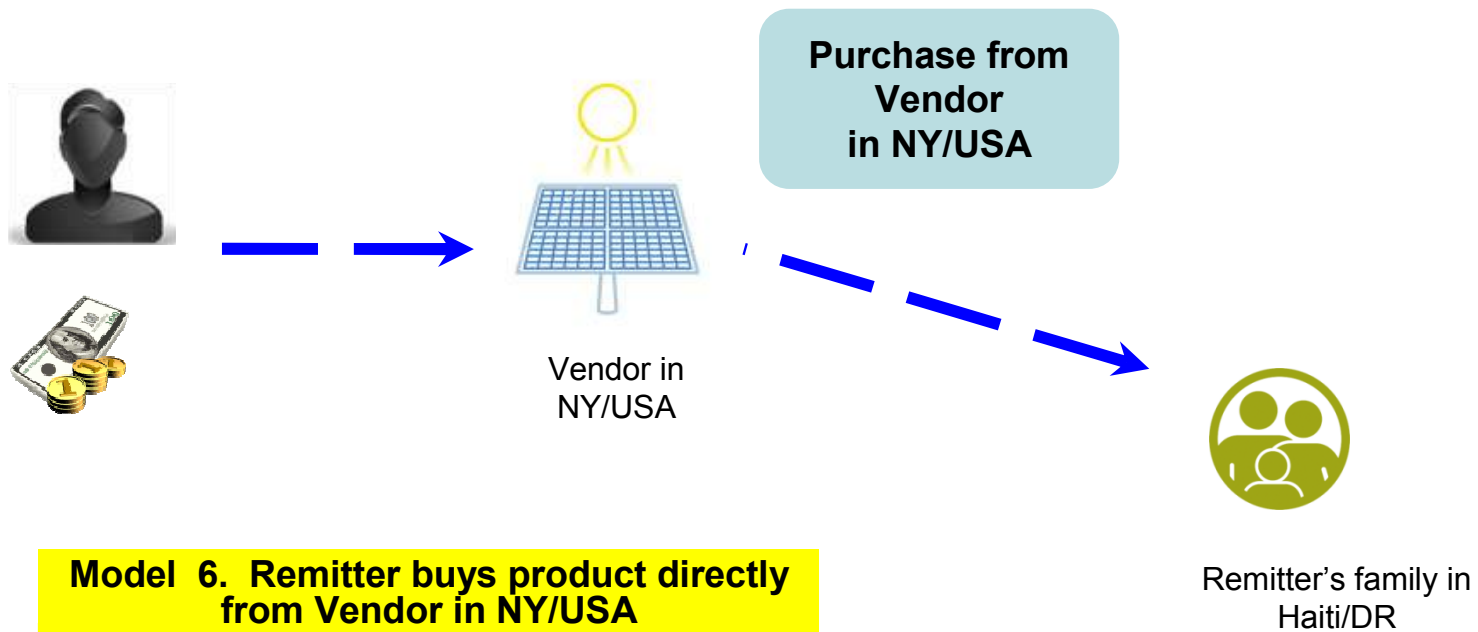 Purchase from
Vendor
in NY/USA
Vendor in
NY/USA
Model 6. Remitter buys product directly
from Vendor in NY/USA
Remitter's family in
Haiti/DR